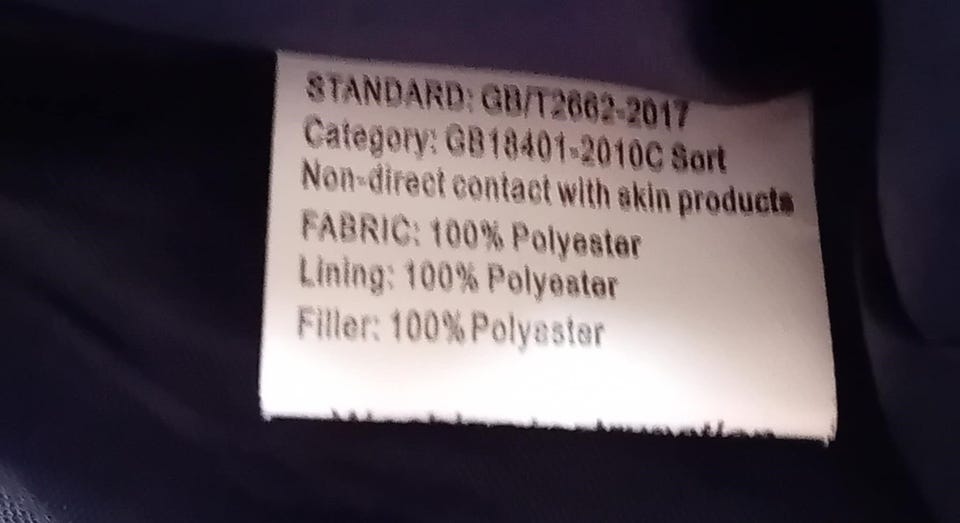 STANDARD: GB/T2662-2017
Category: GB18401-2010C Sort
Non-direct contact with skin products
FABRIC: 100% Polyester
Lining: 100% Polyester
Filler: 100% Polyester